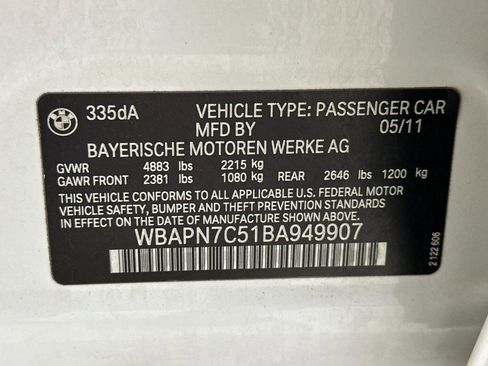 BMW
335dA VEHICLE TYPE: PASSENGER CAR
MFD BY 05/11
BAYERISCHE MOTOREN WERKE AG
GVWR 4883 lbs 2215 kg
GAWR FRONT 2381 lbs 1080 kg REAR 2646 lbs 1200 kg
THIS VEHICLE CONFORMS TO ALL APPLICABLE U.S. FEDERAL MOTOR
VEHICLE SAFETY, BUMPER, AND THEFT PREVENTION STANDARDS
IN EFFECT ON THE DATE OF MANUFACTURE SHOWN ABOVE.
WBAPN7C51BA949907
2 122 606